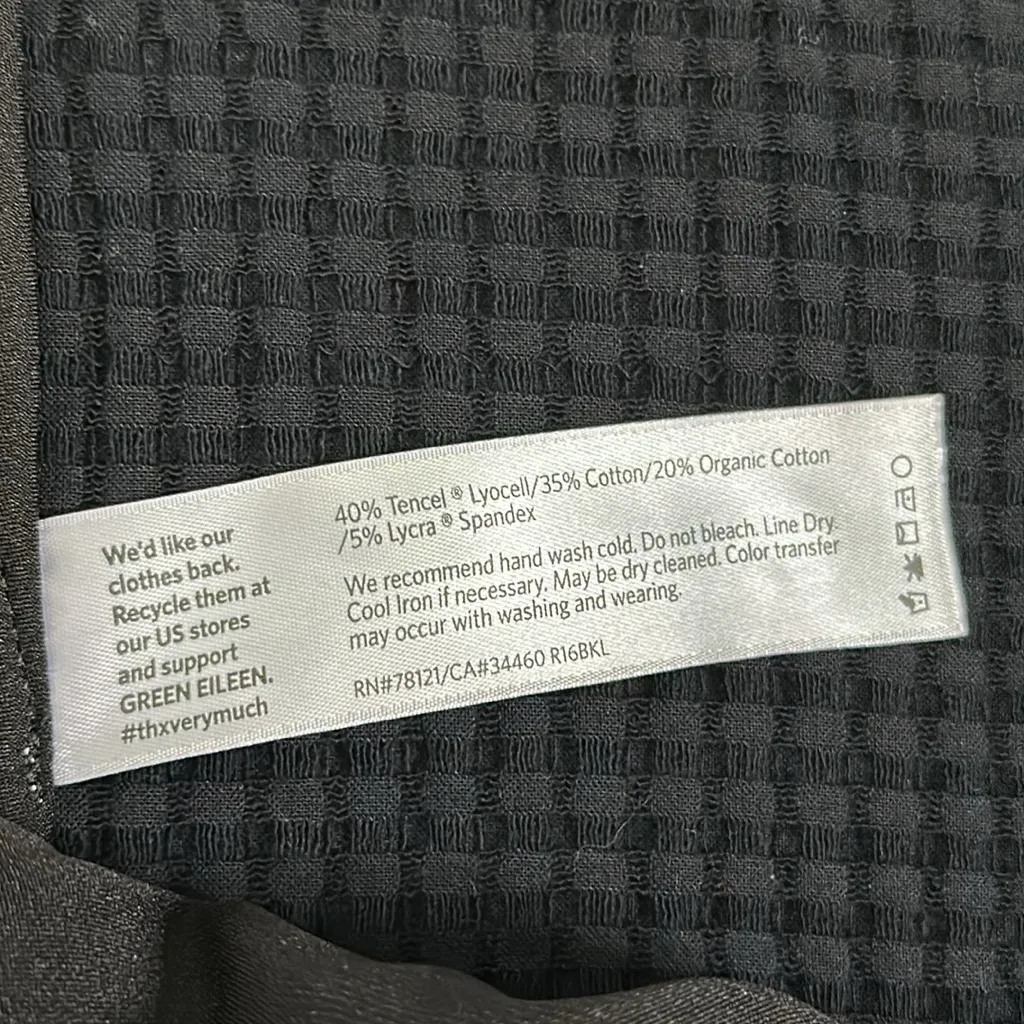 We'd like our
clothes back.
Recycle them at
our US stores
and support
GREEN EILEEN.
#thxverymuch
40% Tencel ® Lyocell/35% Cotton/20% Organic Cotton
/5% Lycra ® Spandex
We recommend hand wash cold. Do not bleach. Line Dry.
Cool Iron if necessary. May be dry cleaned. Color transfer
may occur with washing and wearing.
RN#78121/CA#34460 R16BKL